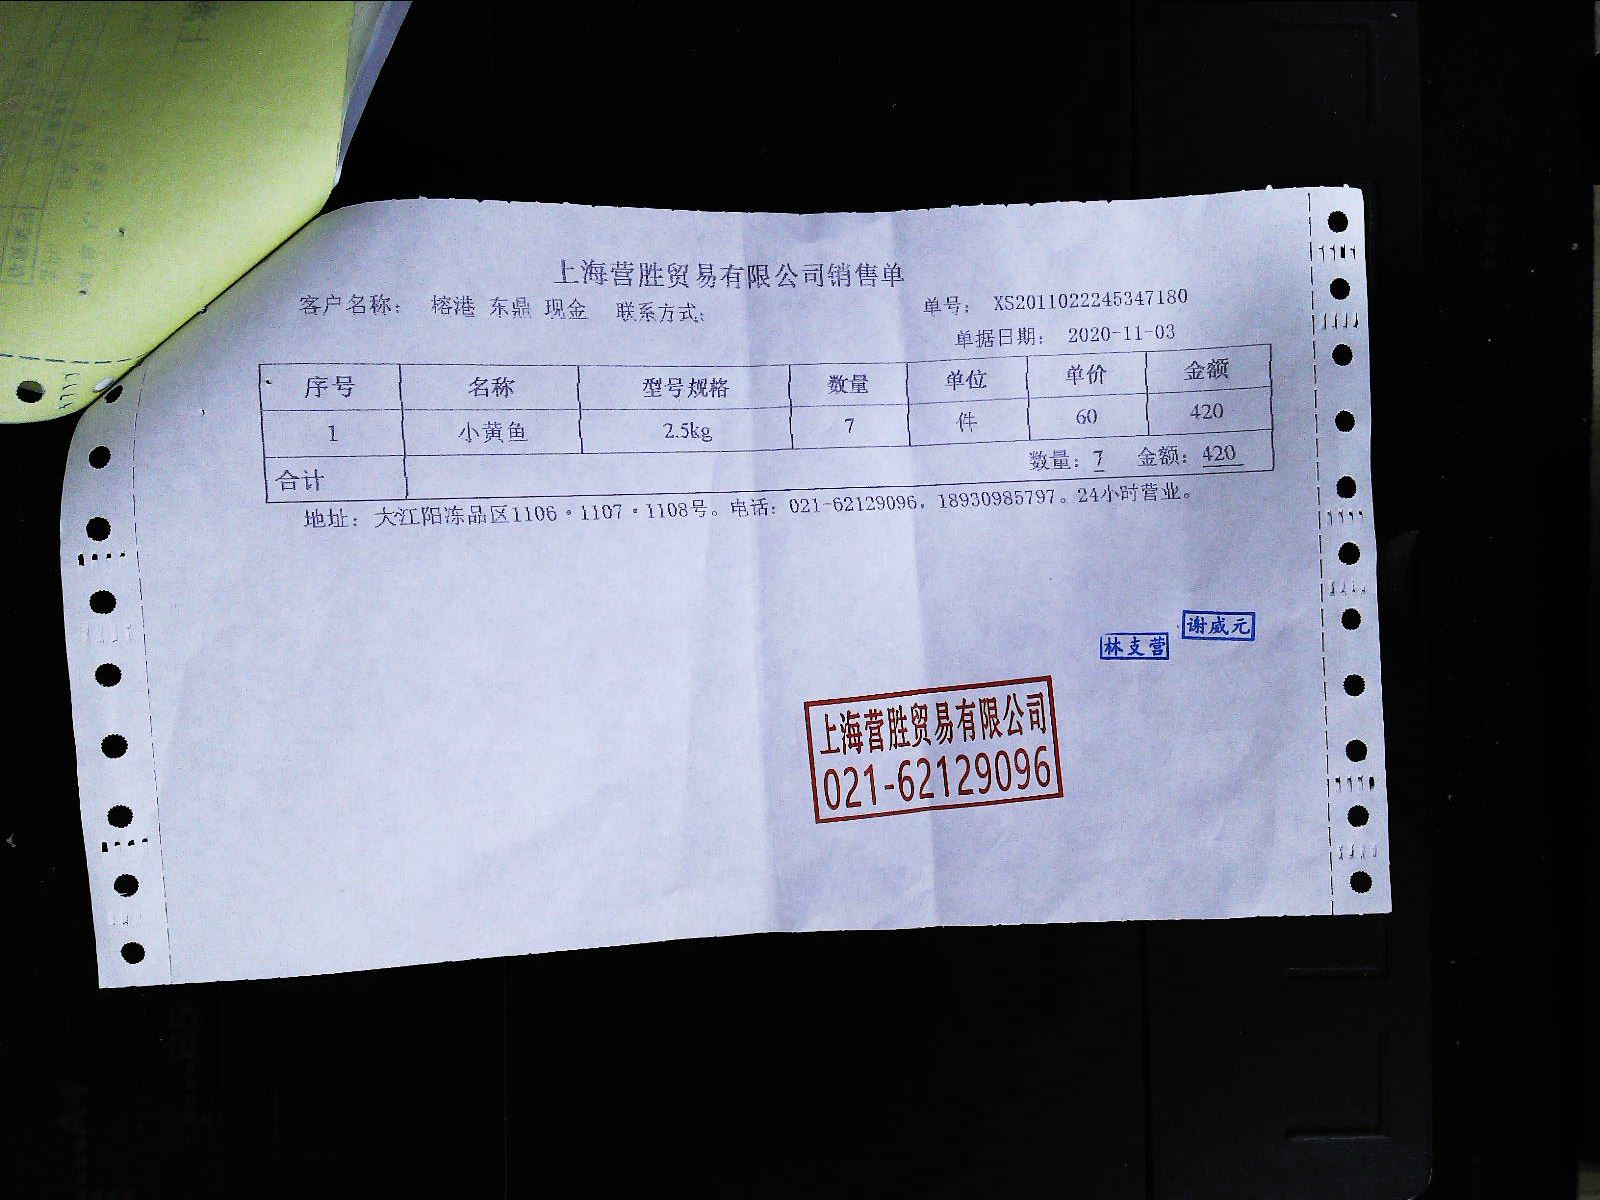 上海营胜贸易有限公司销售单
客户名称： 榕港 东鼎 现金 联系方式： 单号： XS2011022245347180
单据日期： 2020-11-03
序号 名称 型号规格 数量 单位 单价 金额
1 小黄鱼 2.5kg 7 件 60 420
合计 数量：7 金额：420
地址：大江阳冻品区1106·1107·1108号。电话：021-62129096，18930985797。24小时营业。
谢威元
林支营
上海营胜贸易有限公司
021-62129096